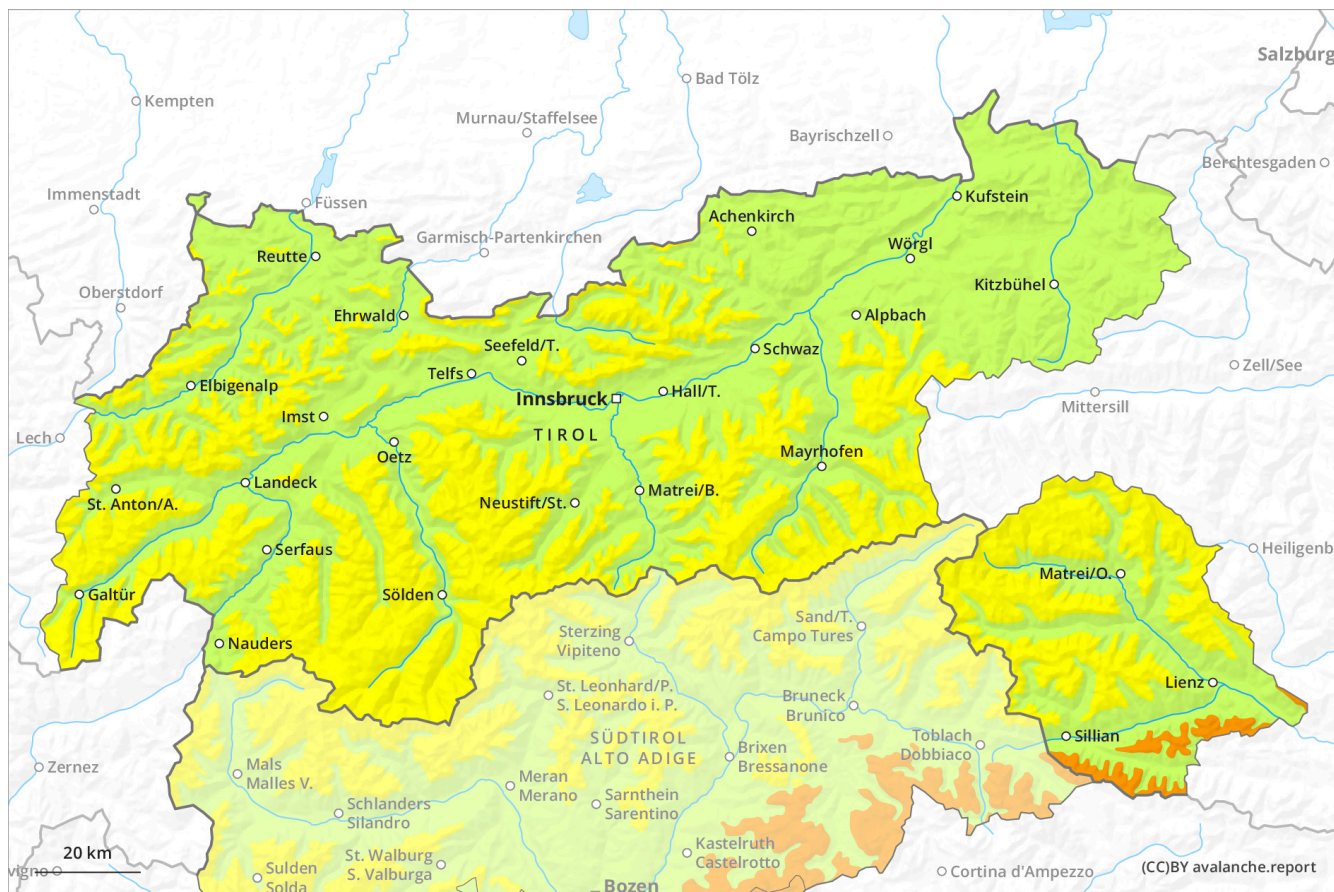 Salzburg
Bad Tölz
Kempten
Murnau/Staffelsee
Bayrischzell
Berchtesgaden
Immenstadt
Füssen
Kufstein
Achenkirch
Garmisch-Partenkirchen
Wörgl
Reutte
Kitzbühel
Oberstdorf
Ehrwald
Alpbach
Seefeld/T.
Schwaz
Zell/See
Telfs
Elbigenalp
Hall/T.
Innsbruck
Mittersill
Imst
TIROL
Lech
Oetz
Mayrhofen
Landeck
Matrei/B.
St. Anton/A.
Neustift/St.
Serfaus
Heiligenb
Matrei/O.
Galtür
Sölden
Sand/T.
Campo Tures
Sterzing
Vipiteno
Nauders
Lienz
St. Leonhard/P.
S. Leonardo i. P.
Bruneck
Brunico
Sillian
SÜDTIROL
ALTO ADIGE
Toblach
Dobbiaco
Brixen
Bressanone
Zernez
Mals
Malles V.
Meran
Merano
Sarnthein
Sarentino
Schlanders
Silandro
Kastelruth
Castelrotto
20 km
St. Walburg
S. Valburga
vigno
Sulden
Solda
Cortina d'Ampezzo
(CC)BY avalanche.report
Bozen